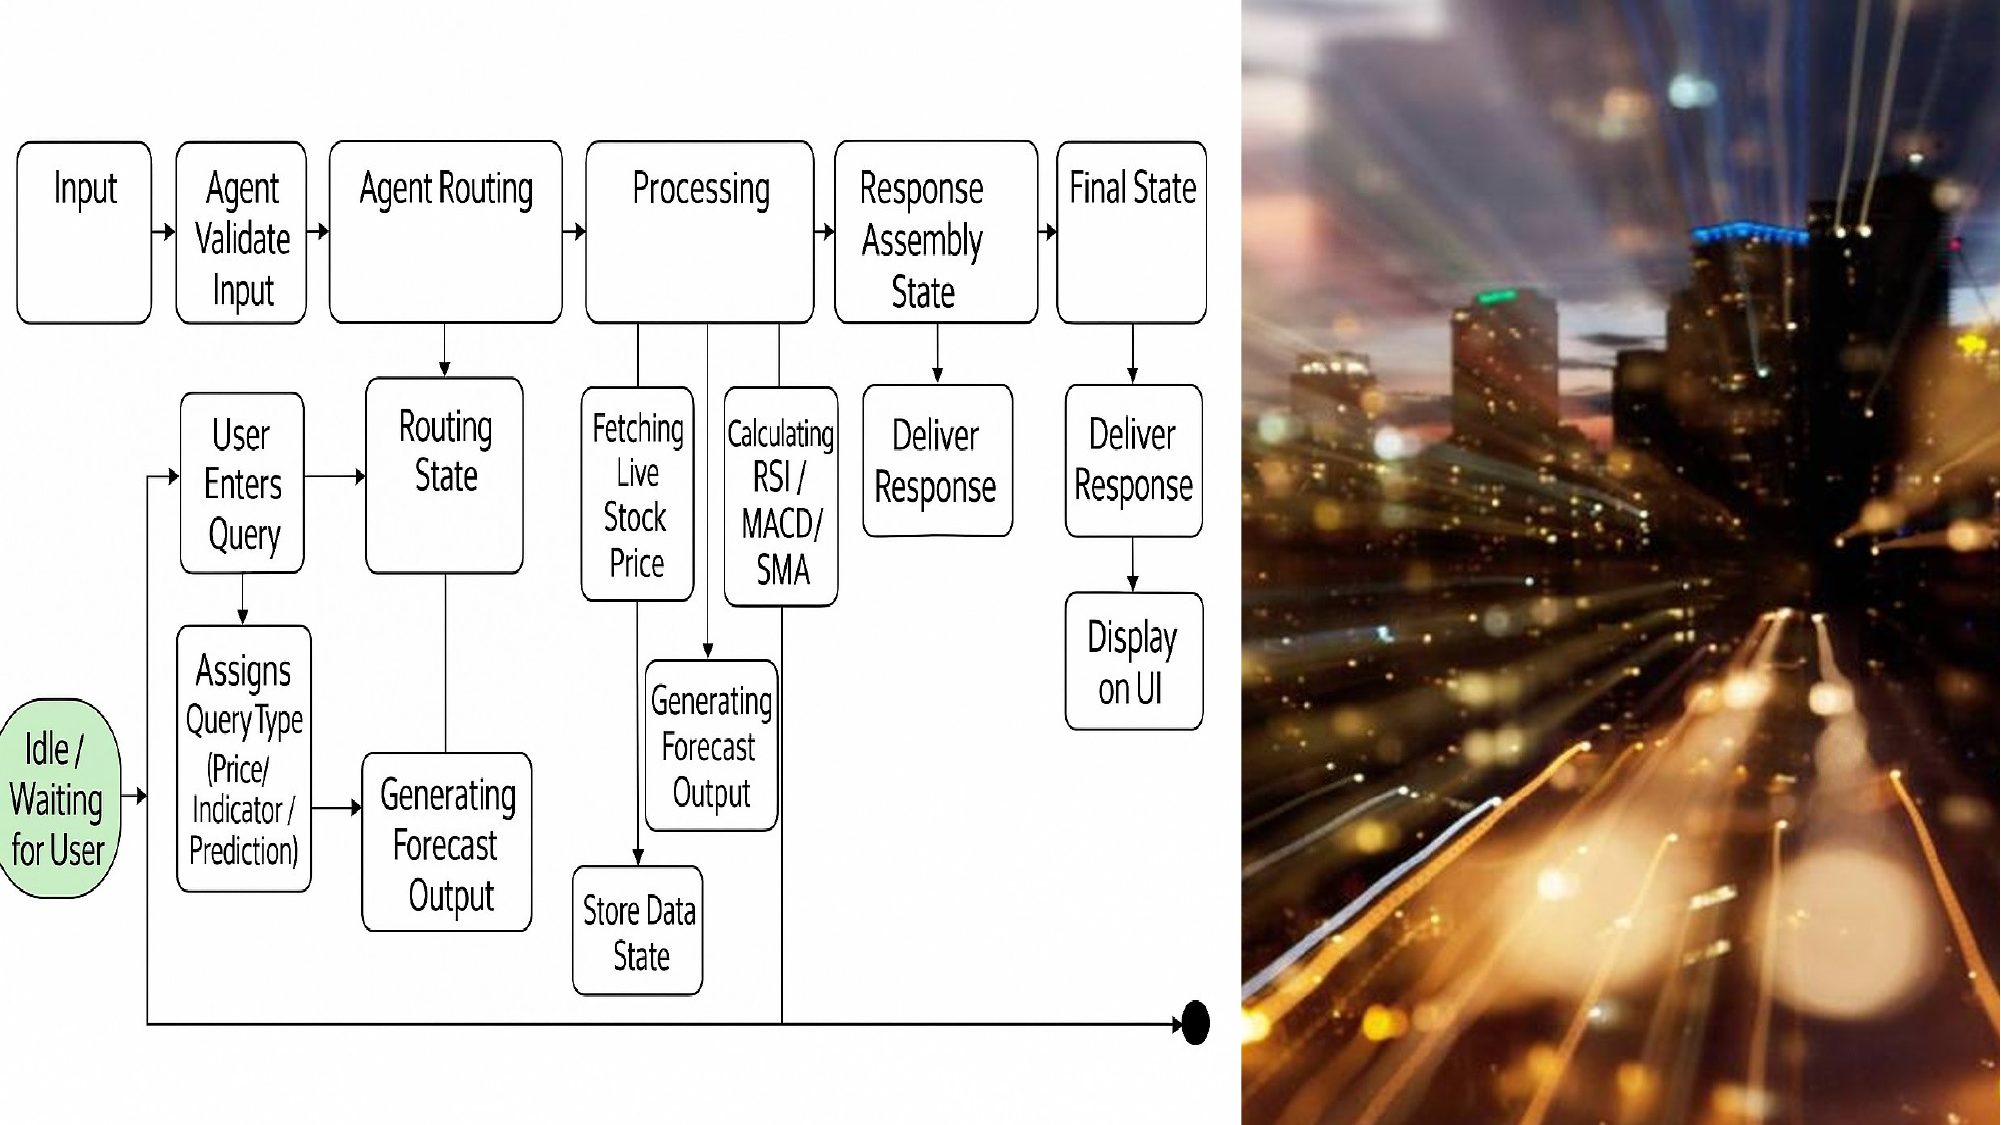 Input
Agent
Validate
Input
Agent Routing
Processing
Response
Assembly
State
Final State
User
Enters
Query
Routing
State
Fetching
Live
Stock
Price
Calculating
RSI /
MACD/
SMA
Deliver
Response
Deliver
Response
Idle /
Waiting
for User
Assigns
Query Type
(Price/
Indicator /
Prediction)
Generating
Forecast
Output
Generating
Forecast
Output
Store Data
State
Display
on UI